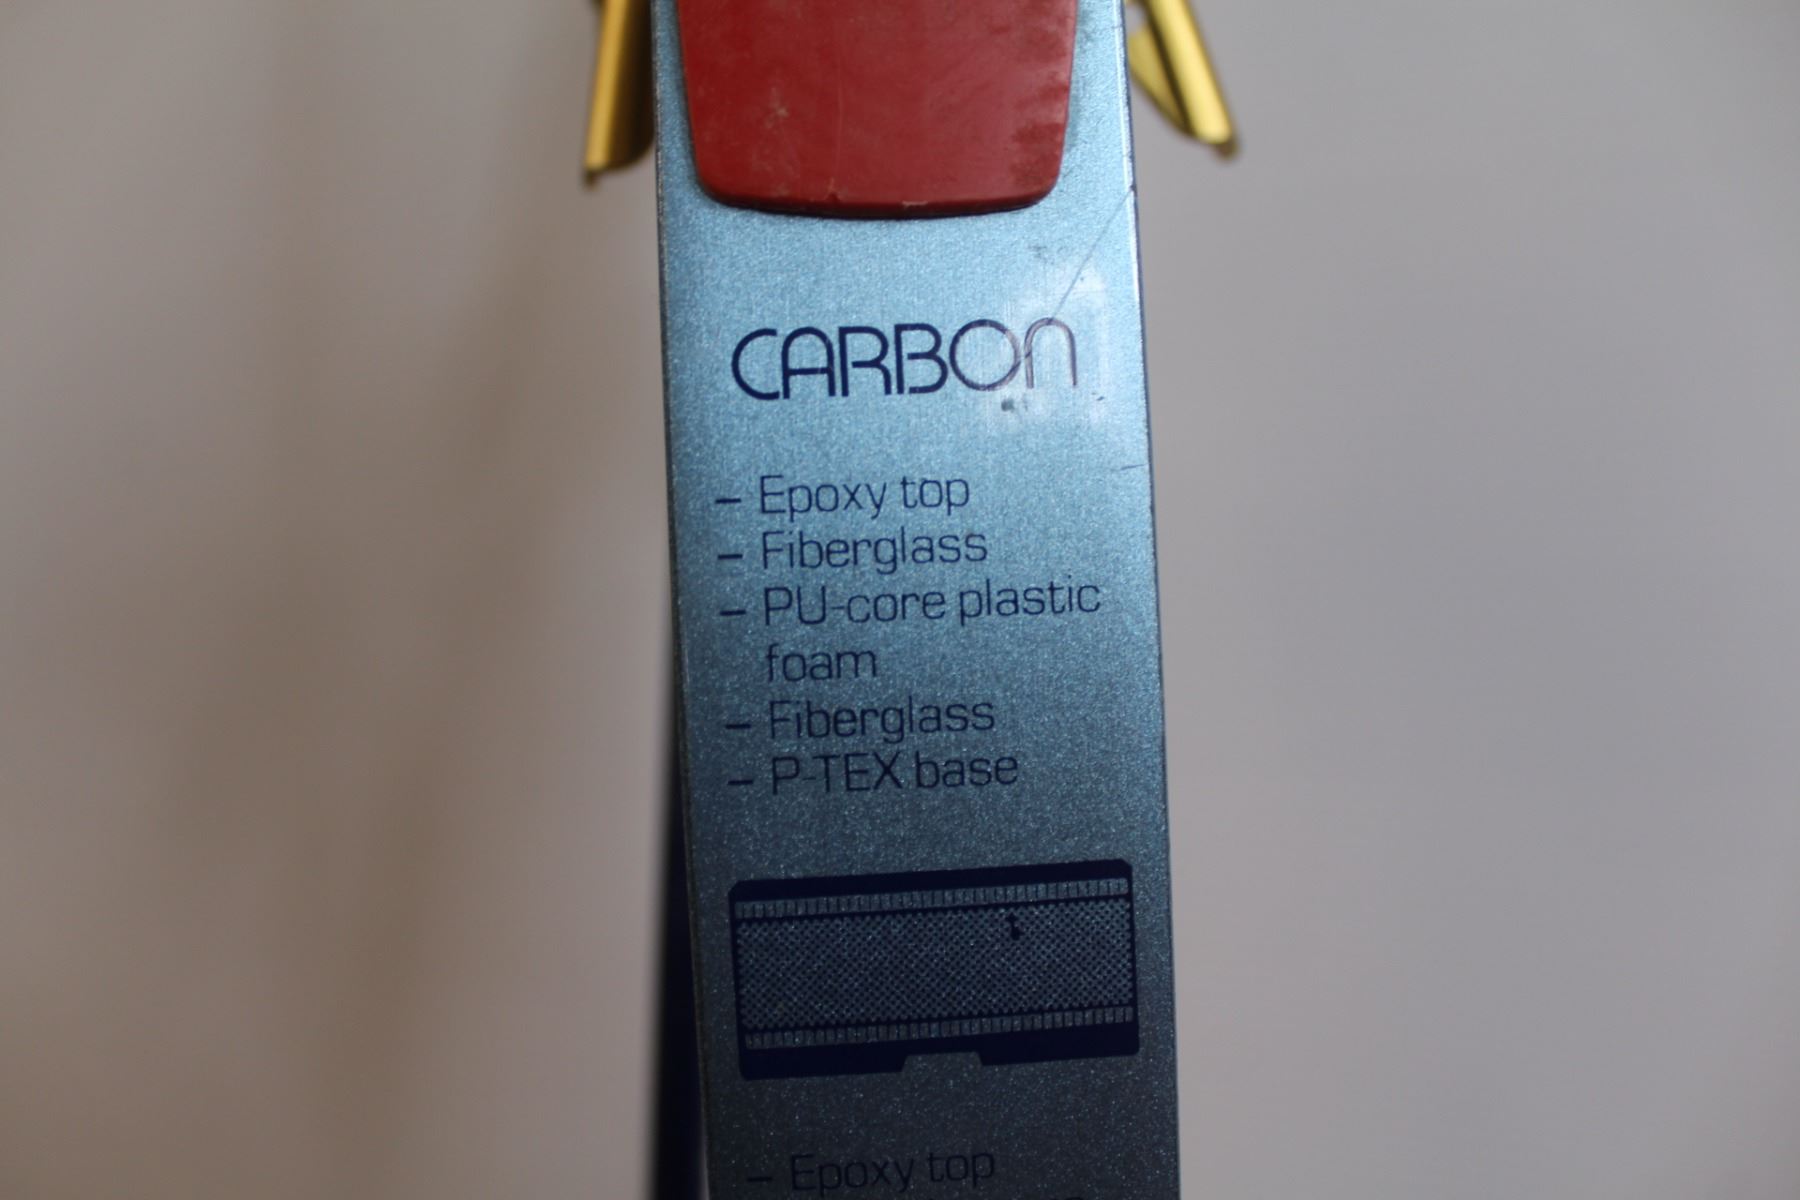 CARBON
– Epoxy top
– Fiberglass
– PU-core plastic
foam
– Fiberglass
– P-TEX base
– Epoxy top